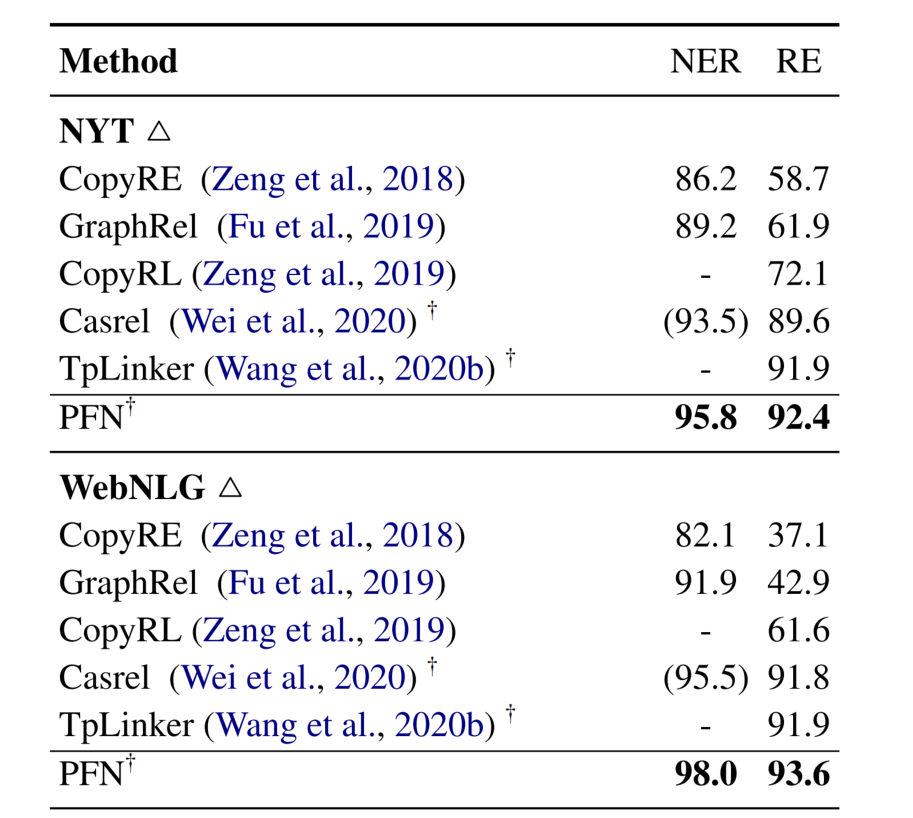 Method NER RE
NYT △
CopyRE (Zeng et al., 2018) 86.2 58.7
GraphRel (Fu et al., 2019) 89.2 61.9
CopyRL (Zeng et al., 2019) - 72.1
Casrel (Wei et al., 2020) † (93.5) 89.6
TpLinker (Wang et al., 2020b) † - 91.9
PFN† 95.8 92.4
WebNLG △
CopyRE (Zeng et al., 2018) 82.1 37.1
GraphRel (Fu et al., 2019) 91.9 42.9
CopyRL (Zeng et al., 2019) - 61.6
Casrel (Wei et al., 2020) † (95.5) 91.8
TpLinker (Wang et al., 2020b) † - 91.9
PFN† 98.0 93.6